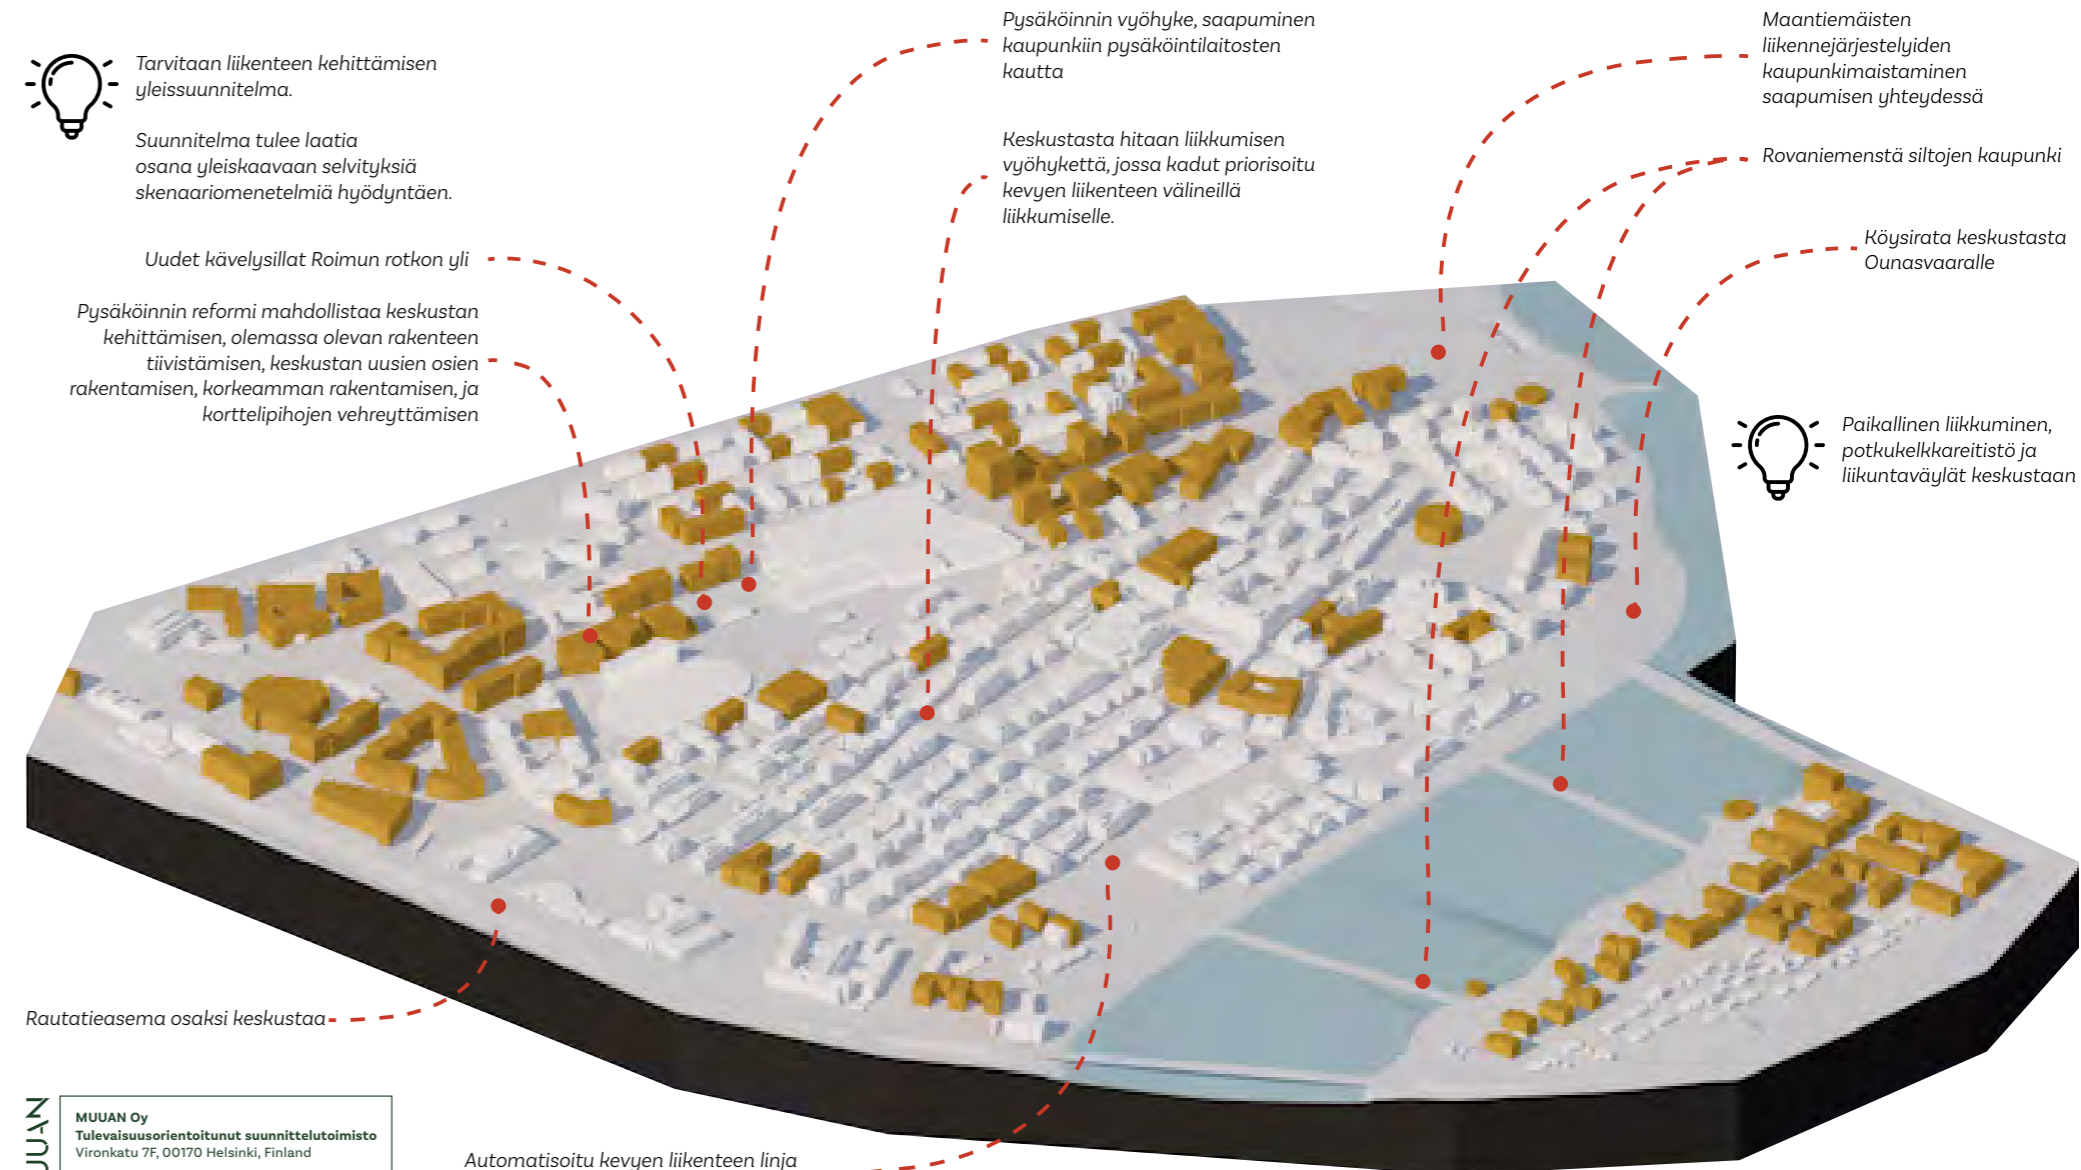 Tarvitaan liikenteen kehittämisen
yleissuunnitelma.
Suunnitelma tulee laatia
osana yleiskaavaan selvityksiä
skenaariomenetelmiä hyödyntäen.
Uudet kävelysillat Roimun rotkon yli
Pysäköinnin reformi mahdollistaa keskustan
kehittämisen, olemassa olevan rakenteen
tiivistämisen, keskustan uusien osien
rakentamisen, korkeamman rakentamisen, ja
korttelipihojen vehreyttämisen
Pysäköinnin vyöhyke, saapuminen
kaupunkiin pysäköintilaitosten
kautta
Keskustasta hitaan liikkumisen
vyöhykettä, jossa kadut priorisoitu
kevyen liikenteen välineillä
liikkumiselle.
Maantiemäisten
liikennejärjestelyiden
kaupunkimaistaminen
saapumisen yhteydessä
Rovaniemenstä siltojen kaupunki
Köysirata keskustasta
Ounasvaaralle
Paikallinen liikkuminen,
potkukelkkareitistö ja
liikuntaväylät keskustaan
Rautatieasema osaksi keskustaa
MUUAN Oy
Tulevaisuusorientoitunut suunnittelutoimisto
Vironkatu 7F, 00170 Helsinki, Finland
Automatisoitu kevyen liikenteen linja